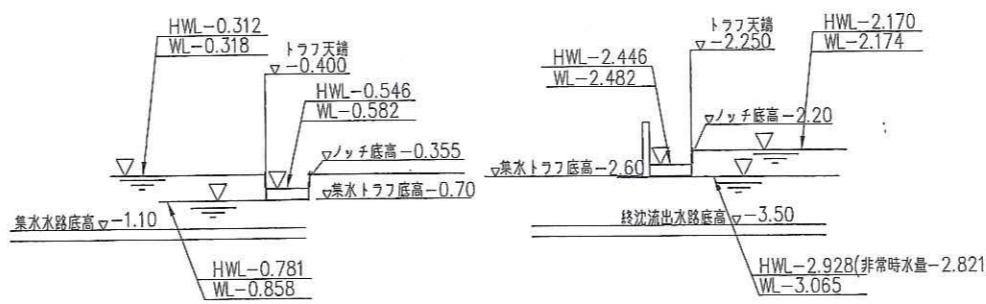 HWL-0.312
WL-0.318
トラフ天鐺
▽-0.400
HWL-0.546
WL-0.582
▽ノッチ底高-0.355
▽集水トラフ底高-0.70
集水水路底高▽-1.10
HWL-0.781
WL-0.858
トラフ天鐺
▽-2.250
HWL-2.170
WL-2.174
HWL-2.446
WL-2.482
▽ノッチ底高-2.20
▽集水トラフ底高-2.60
終沈流出水路底高▽-3.50
HWL-2.928(非常時水量-2.821
WL-3.065